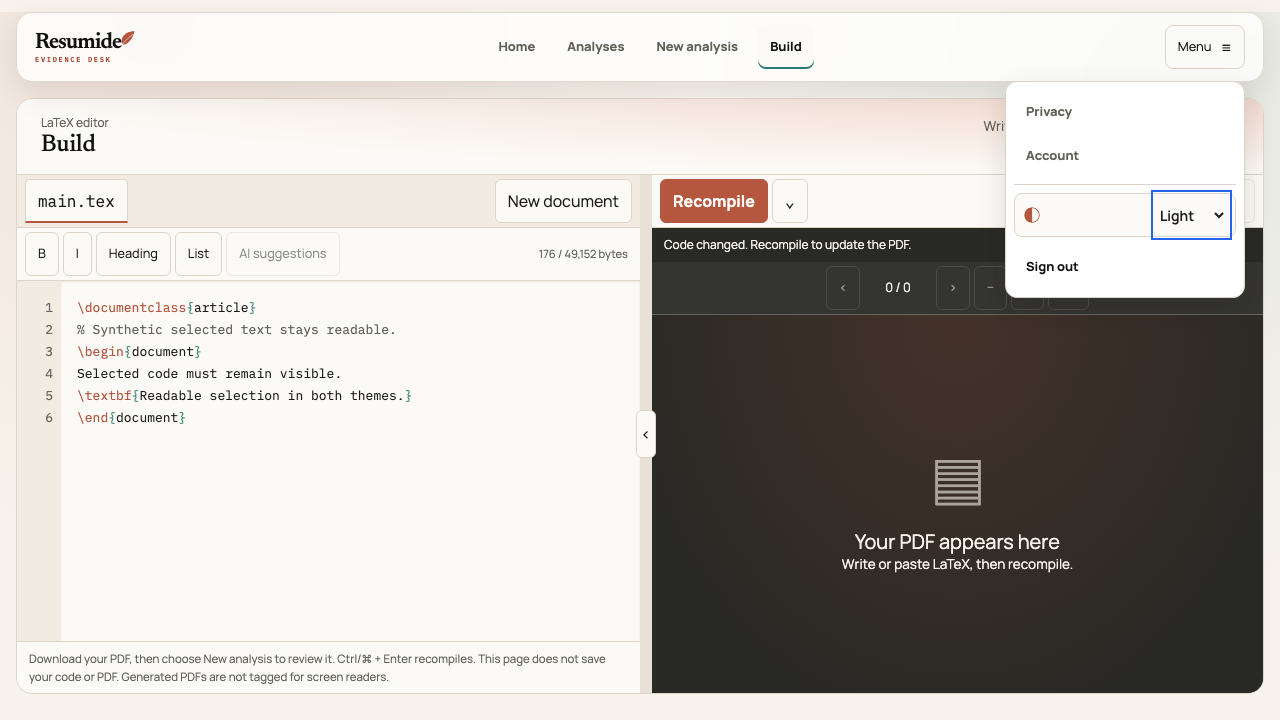 Resumide
EVIDENCE DESK
Home
Analyses
New analysis
Build
Menu ≡
Privacy
Account
Light
Sign out
LaTeX editor
Build
main.tex
New document
Recompile
B
I
Heading
List
AI suggestions
176 / 49,152 bytes
Code changed. Recompile to update the PDF.
‹
0 / 0
›
−
1 \documentclass{article}
2 % Synthetic selected text stays readable.
3 \begin{document}
4 Selected code must remain visible.
5 \textbf{Readable selection in both themes.}
6 \end{document}
‹
Your PDF appears here
Write or paste LaTeX, then recompile.
Download your PDF, then choose New analysis to review it. Ctrl/⌘ + Enter recompiles. This page does not save
your code or PDF. Generated PDFs are not tagged for screen readers.